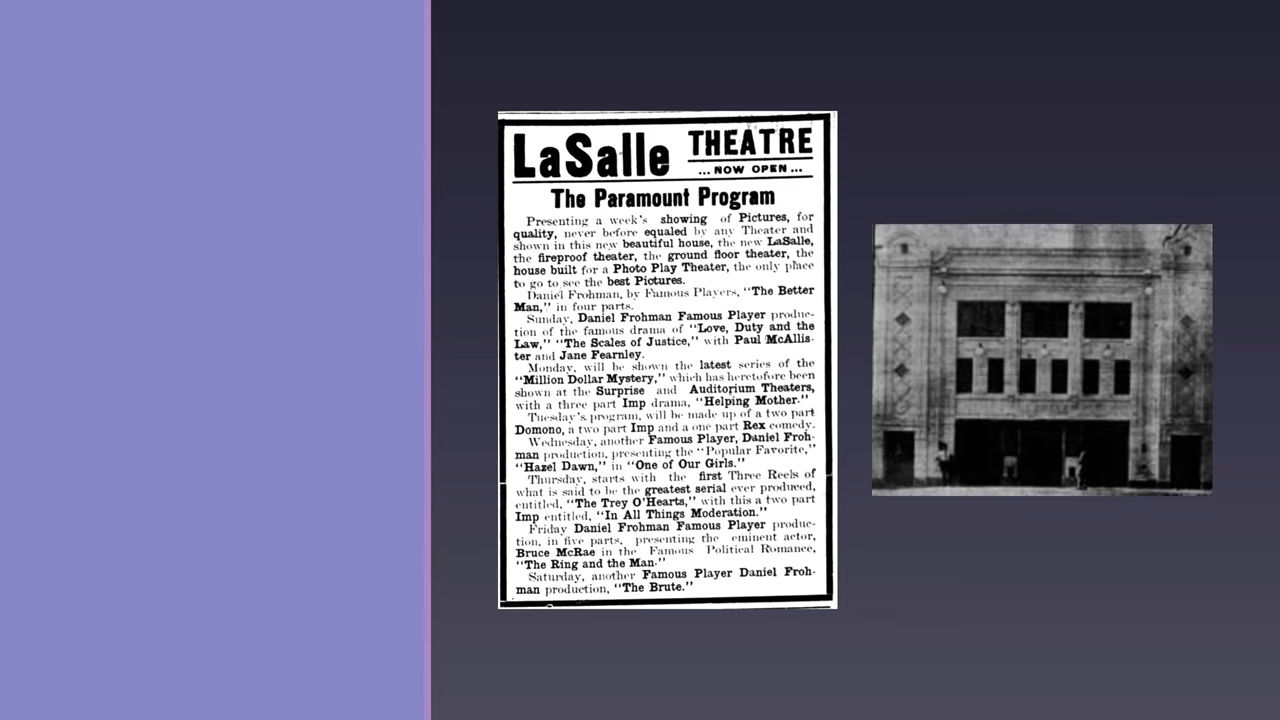 LaSalle THEATRE
... NOW OPEN ...
The Paramount Program
Presenting a week's showing of Pictures, for
quality, never before equaled by any Theater and
shown in this new beautiful house, the new LaSalle,
the fireproof theater, the ground floor theater, the
house built for a Photo Play Theater, the only place
to go to see the best Pictures.
Daniel Frohman, by Famous Players, "The Better
Man," in four parts.
Sunday, Daniel Frohman Famous Player produc-
tion of the famous drama of "Love, Duty and the
Law," "The Scales of Justice," with Paul McAllis-
ter and Jane Fearnley.
Monday, will be shown the latest series of the
"Million Dollar Mystery," which has heretofore been
shown at the Surprise and Auditorium Theaters,
with a three part Imp drama, "Helping Mother."
Tuesday's program, will be made up of a two part
Domono, a two part Imp and a one part Rex comedy.
Wednesday, another Famous Player, Daniel Froh-
man production, presenting the "Popular Favorite,"
"Hazel Dawn," in "One of Our Girls."
Thursday, starts with the first Three Reels of
what is said to be the greatest serial ever produced,
entitled, "The Trey O'Hearts," with this a two part
Imp entitled, "In All Things Moderation."
Friday Daniel Frohman Famous Player produc-
tion, in five parts, presenting the eminent actor,
Bruce McRae in the Famous Political Romance,
"The Ring and the Man."
Saturday, another Famous Player Daniel Froh-
man production, "The Brute."